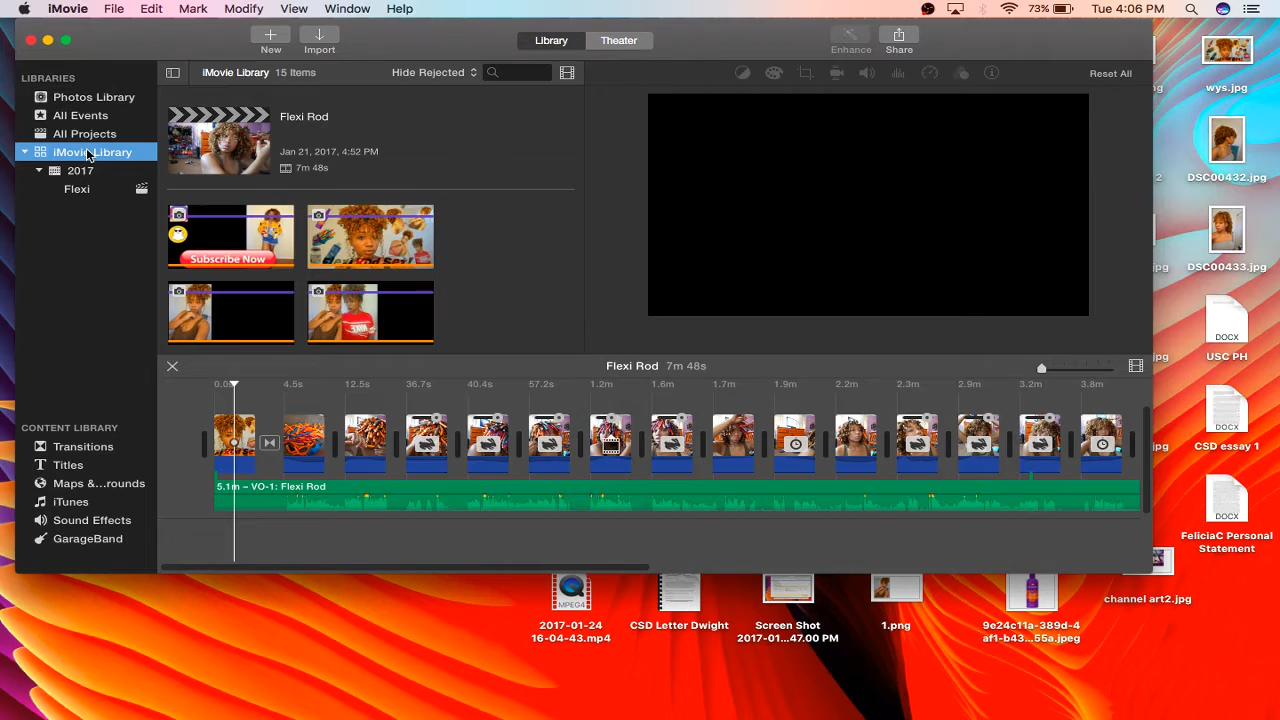 iMovie File Edit Mark Modify View Window Help 73% Tue 4:06 PM
New Import Library Theater Enhance Share
LIBRARIES
Photos Library
All Events
All Projects
iMovie Library
2017
Flexi
iMovie Library 15 Items Hide Rejected
Reset All
Flexi Rod
Jan 21, 2017, 4:52 PM
7m 48s
Subscribe Now
Flexi Rod 7m 48s
4.5s 12.5s 36.7s 40.4s 57.2s 1.2m 1.6m 1.7m 1.9m 2.2m 2.3m 2.9m 3.2m 3.8m
5.1m – VO-1: Flexi Rod
CONTENT LIBRARY
Transitions
Titles
Maps &...rounds
iTunes
Sound Effects
GarageBand
wys.jpg
DSC00432.jpg
DSC00433.jpg
DOCX
USC PH
DOCX
CSD essay 1
DOCX
FeliciaC Personal
Statement
channel art2.jpg
MPEG4
2017-01-24
16-04-43.mp4
CSD Letter Dwight
Screen Shot
2017-01...47.00 PM
1.png
9e24c11a-389d-4
af1-b43...55a.jpeg